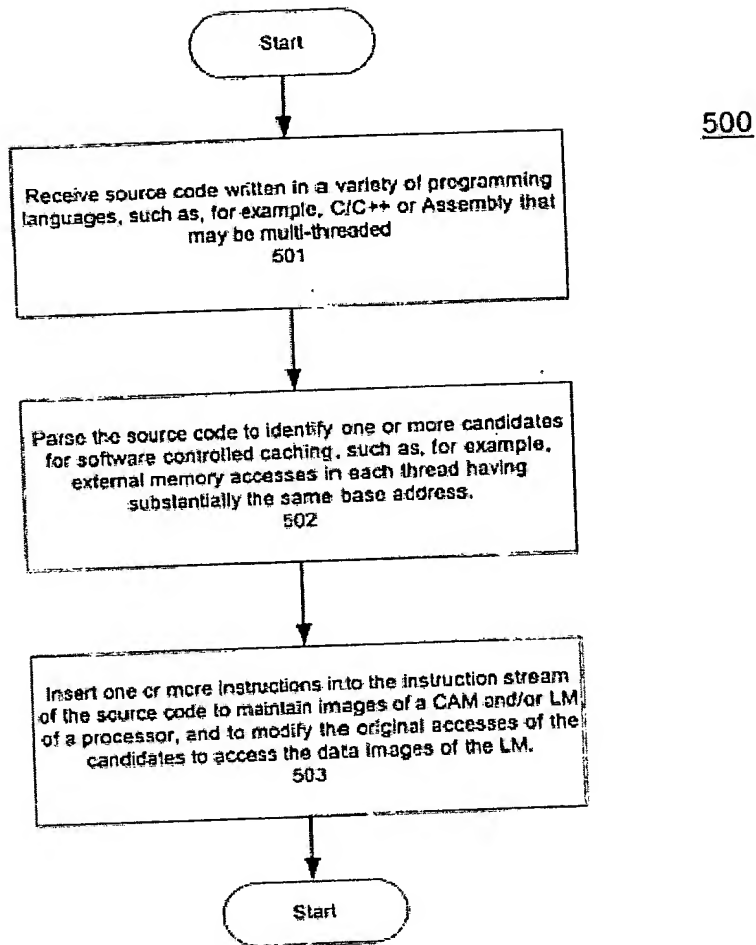 Start
500
Receive source code written in a variety of programming
languages, such as, for example, C/C++ or Assembly that
may be multi-threaded
501
Parse the source code to identify one or more candidates
for software controlled caching, such as, for example,
external memory accesses in each thread having
substantially the same base address.
502
Insert one or more instructions into the instruction stream
of the source code to maintain images of a CAM and/or LM
of a processor, and to modify the original accesses of the
candidates to access the data images of the LM.
503
Start